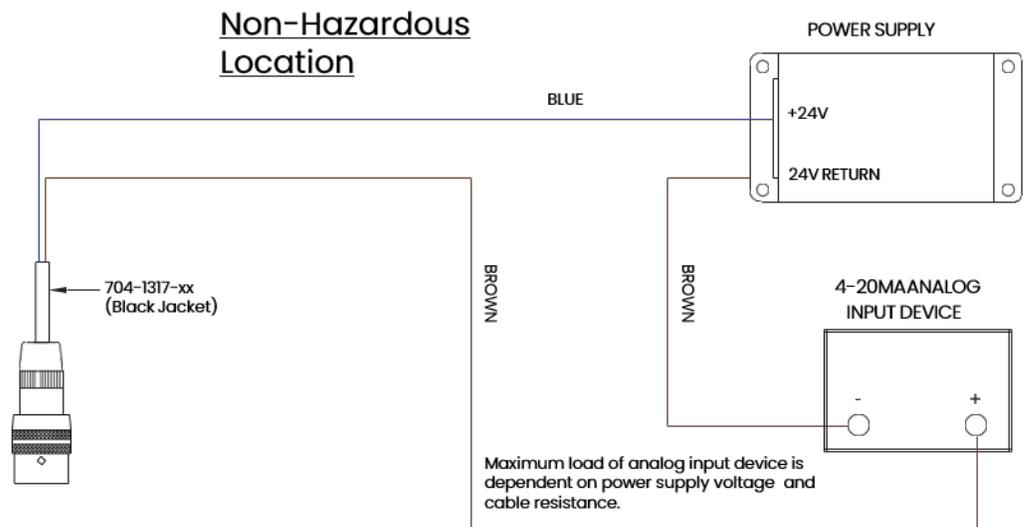 Non-Hazardous
Location
POWER SUPPLY
BLUE
+24V
24V RETURN
704-1317-xx
(Black Jacket)
BROWN
BROWN
4-20MAANALOG
INPUT DEVICE
-
+
Maximum load of analog input device is
dependent on power supply voltage and
cable resistance.